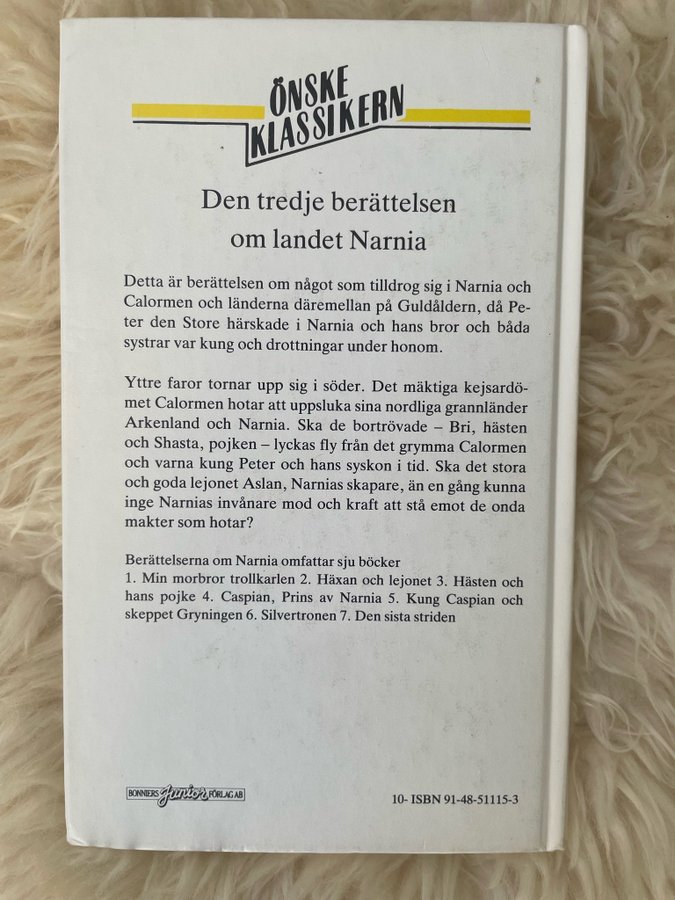 ÖNSKE
KLASSIKERN
Den tredje berättelsen
om landet Narnia
Detta är berättelsen om något som tilldrog sig i Narnia och
Calormen och länderna däremellan på Guldåldern, då Pe-
ter den Store härskade i Narnia och hans bror och båda
systrar var kung och drottningar under honom.
Yttre faror tornar upp sig i söder. Det mäktiga kejsardö-
met Calormen hotar att uppsluka sina nordliga grannländer
Arkenland och Narnia. Ska de bortrövade – Bri, hästen
och Shasta, pojken – lyckas fly från det grymma Calormen
och varna kung Peter och hans syskon i tid. Ska det stora
och goda lejonet Aslan, Narnias skapare, än en gång kunna
inge Narnias invånare mod och kraft att stå emot de onda
makter som hotar?
Berättelserna om Narnia omfattar sju böcker
1. Min morbror trollkarlen 2. Häxan och lejonet 3. Hästen och
hans pojke 4. Caspian, Prins av Narnia 5. Kung Caspian och
skeppet Gryningen 6. Silvertronen 7. Den sista striden
BONNIERS Junior FÖRLAG AB
10- ISBN 91-48-51115-3